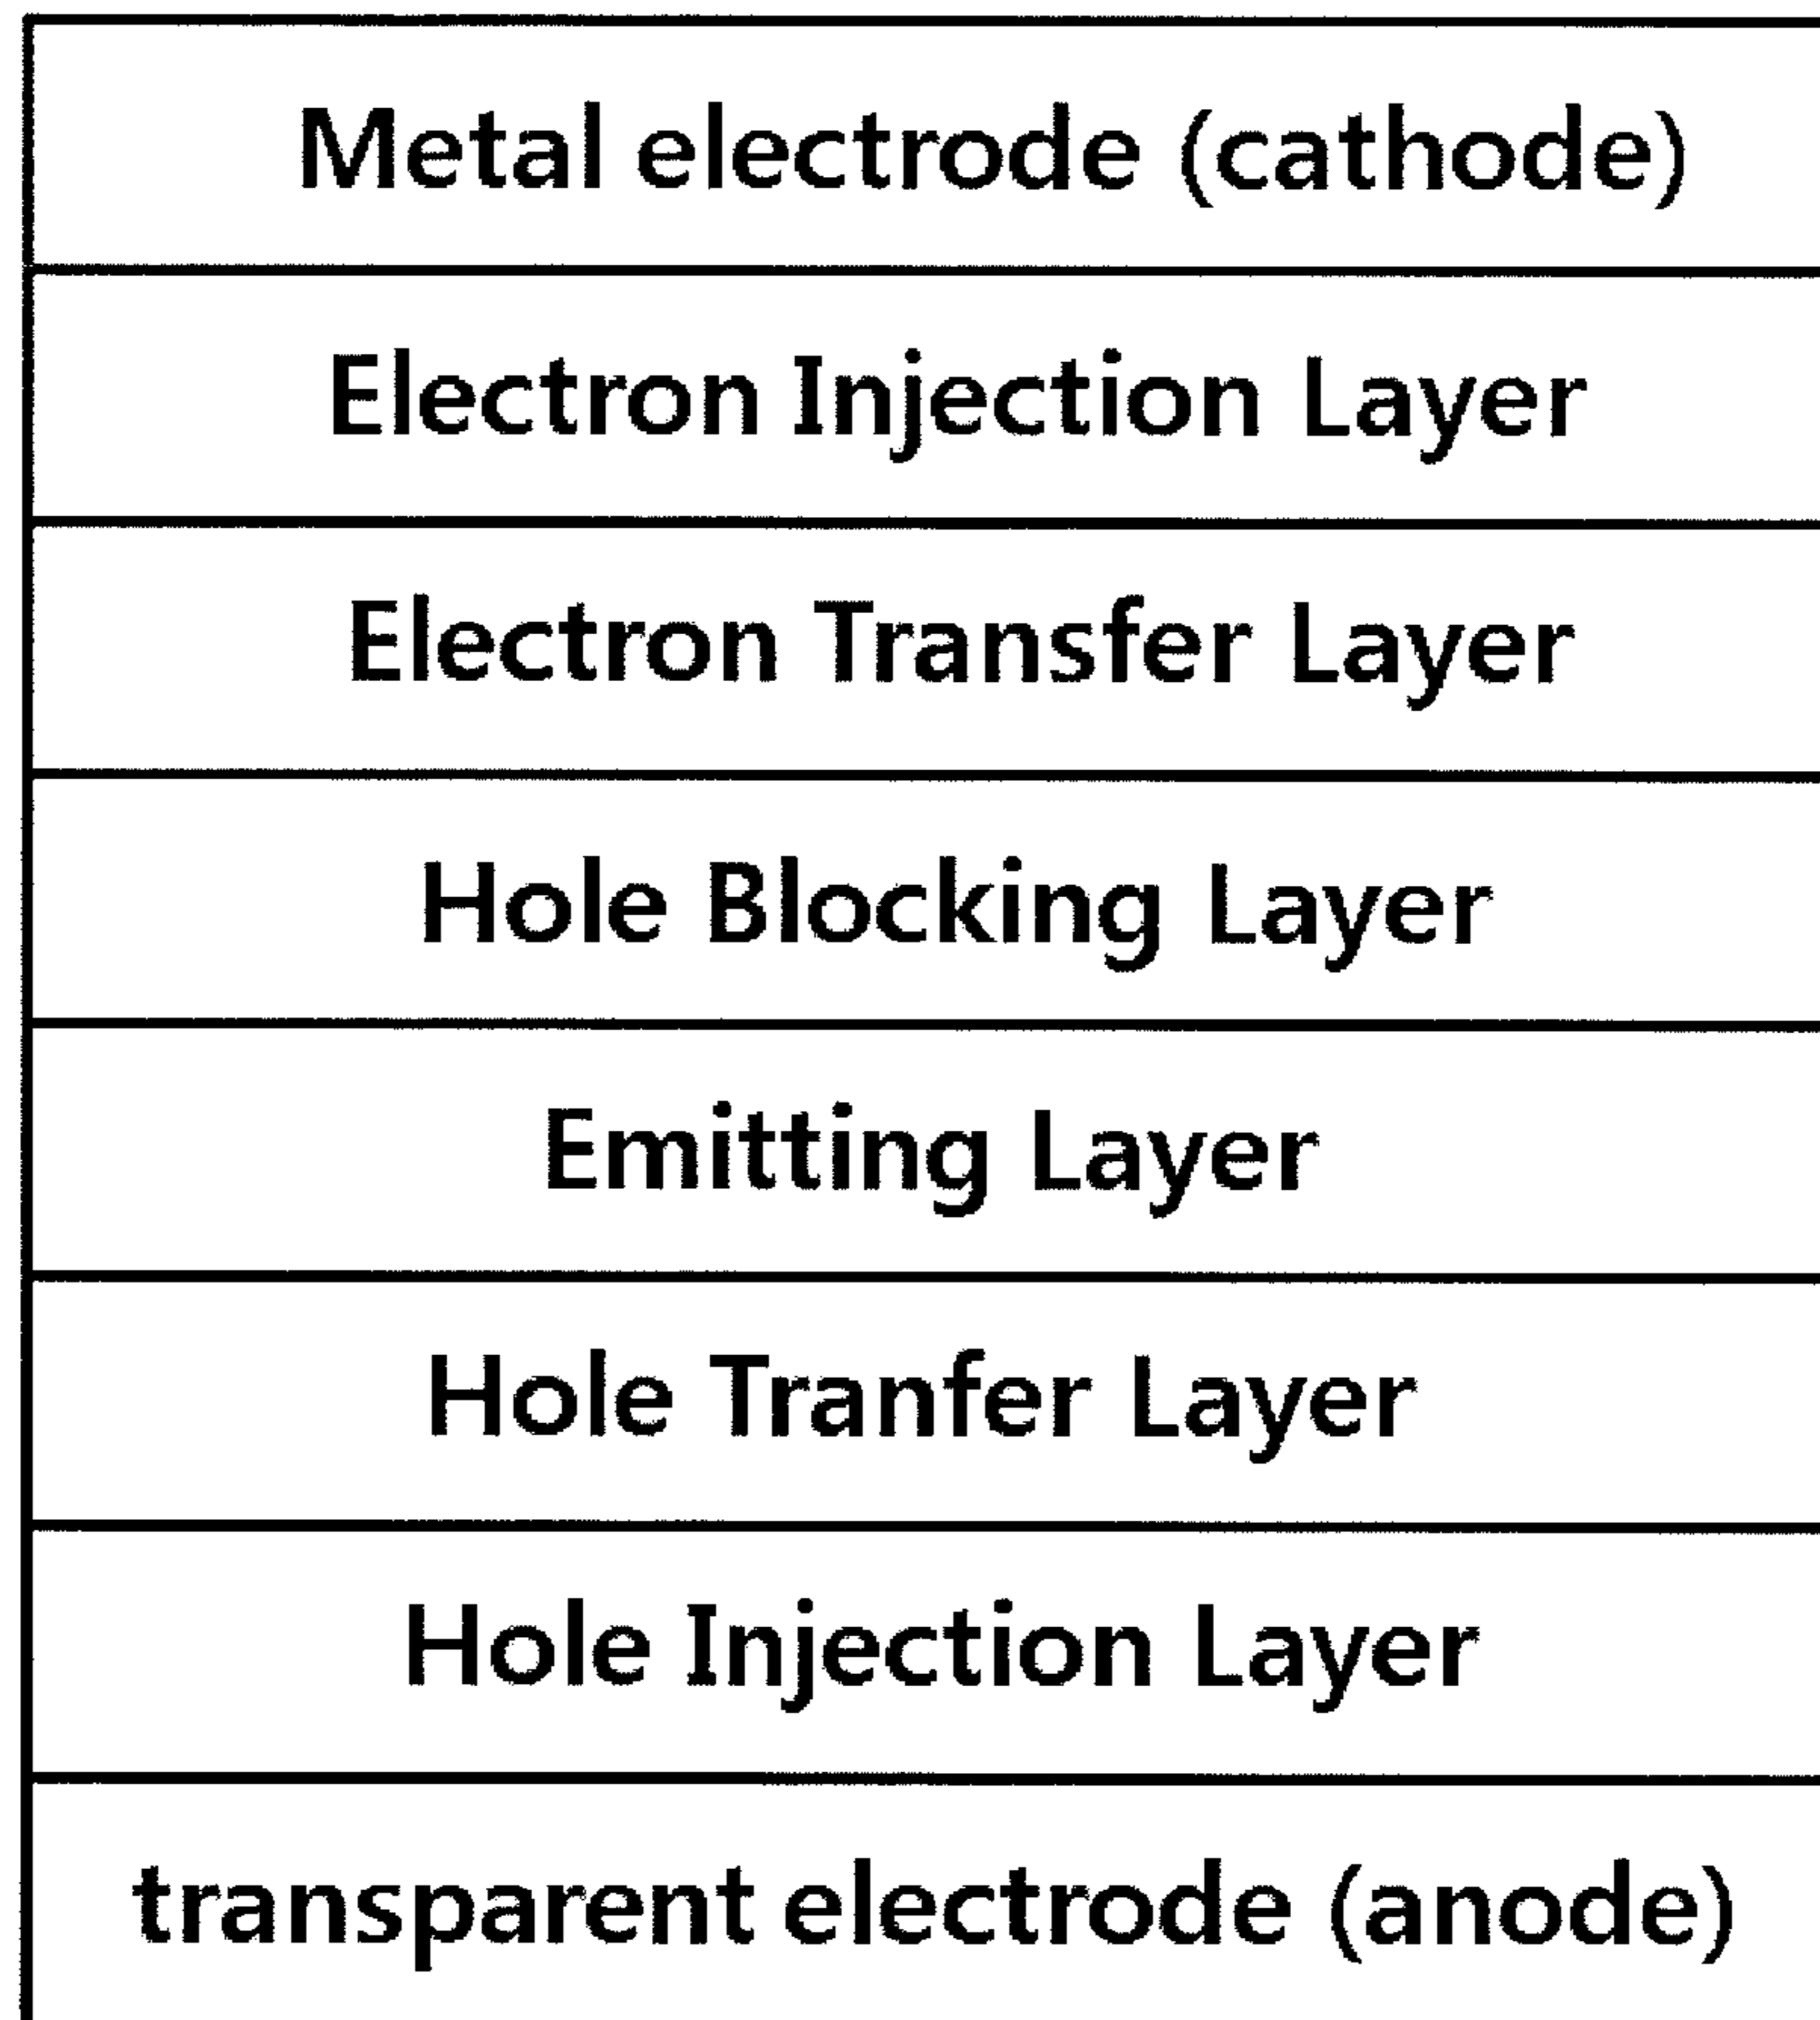 Metal electrode (cathode)
Electron Injection Layer
Electron Transfer Layer
Hole Blocking Layer
Emitting Layer
Hole Tranfer Layer
Hole Injection Layer
transparent electrode (anode)